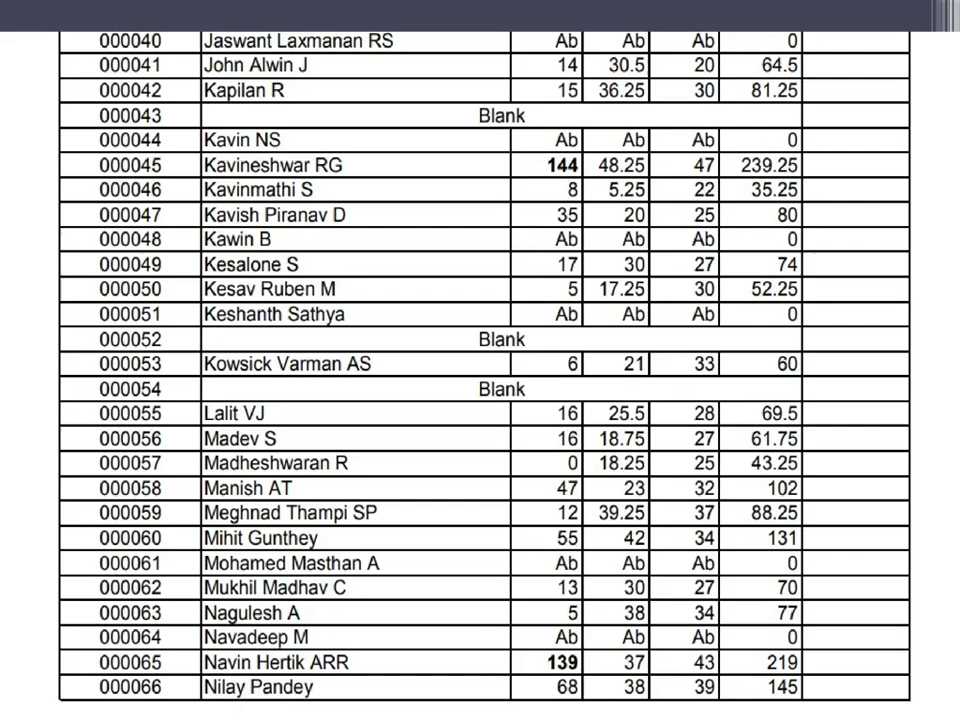 000040 Jaswant Laxmanan RS Ab Ab Ab 0
000041 John Alwin J 14 30.5 20 64.5
000042 Kapilan R 15 36.25 30 81.25
000043 Blank
000044 Kavin NS Ab Ab Ab 0
000045 Kavineshwar RG 144 48.25 47 239.25
000046 Kavinmathi S 8 5.25 22 35.25
000047 Kavish Piranav D 35 20 25 80
000048 Kawin B Ab Ab Ab 0
000049 Kesalone S 17 30 27 74
000050 Kesav Ruben M 5 17.25 30 52.25
000051 Keshanth Sathya Ab Ab Ab 0
000052 Blank
000053 Kowsick Varman AS 6 21 33 60
000054 Blank
000055 Lalit VJ 16 25.5 28 69.5
000056 Madev S 16 18.75 27 61.75
000057 Madheshwaran R 0 18.25 25 43.25
000058 Manish AT 47 23 32 102
000059 Meghnad Thampi SP 12 39.25 37 88.25
000060 Mihit Gunthey 55 42 34 131
000061 Mohamed Masthan A Ab Ab Ab 0
000062 Mukhil Madhav C 13 30 27 70
000063 Nagulesh A 5 38 34 77
000064 Navadeep M Ab Ab Ab 0
000065 Navin Hertik ARR 139 37 43 219
000066 Nilay Pandey 68 38 39 145